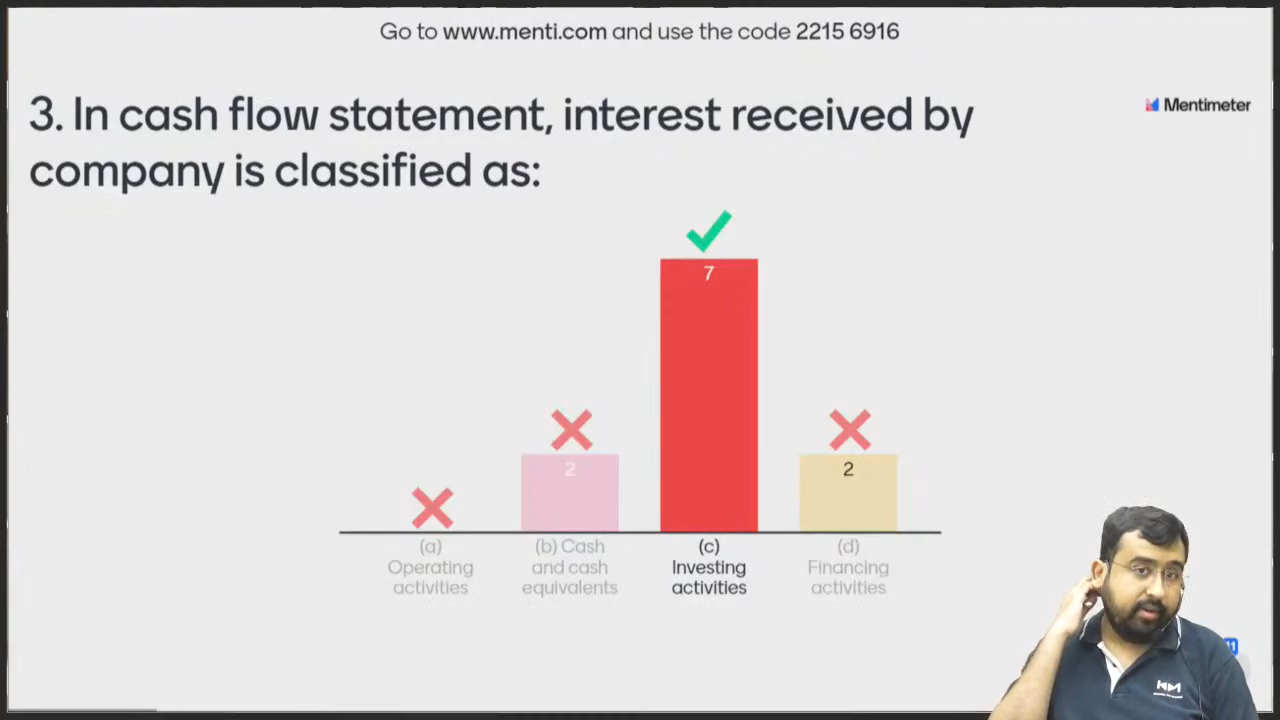 Go to www.menti.com and use the code 2215 6916
3. In cash flow statement, interest received by
company is classified as:
Mentimeter
7
2
2
(a)
Operating
activities
(b) Cash
and cash
equivalents
(c)
Investing
activities
(d)
Financing
activities